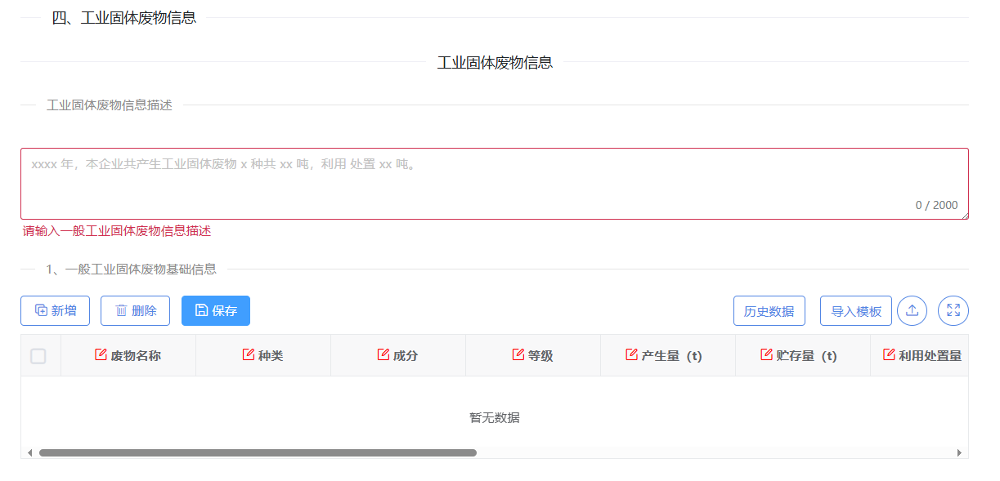 四、工业固体废物信息
工业固体废物信息
工业固体废物信息描述
xxxx 年，本企业共产生工业固体废物 x 种共 xx 吨，利用 处置 xx 吨。
0 / 2000
请输入一般工业固体废物信息描述
1、一般工业固体废物基础信息
新增 删除 保存 历史数据 导入模板
废物名称 种类 成分 等级 产生量（t） 贮存量（t） 利用处置量
暂无数据